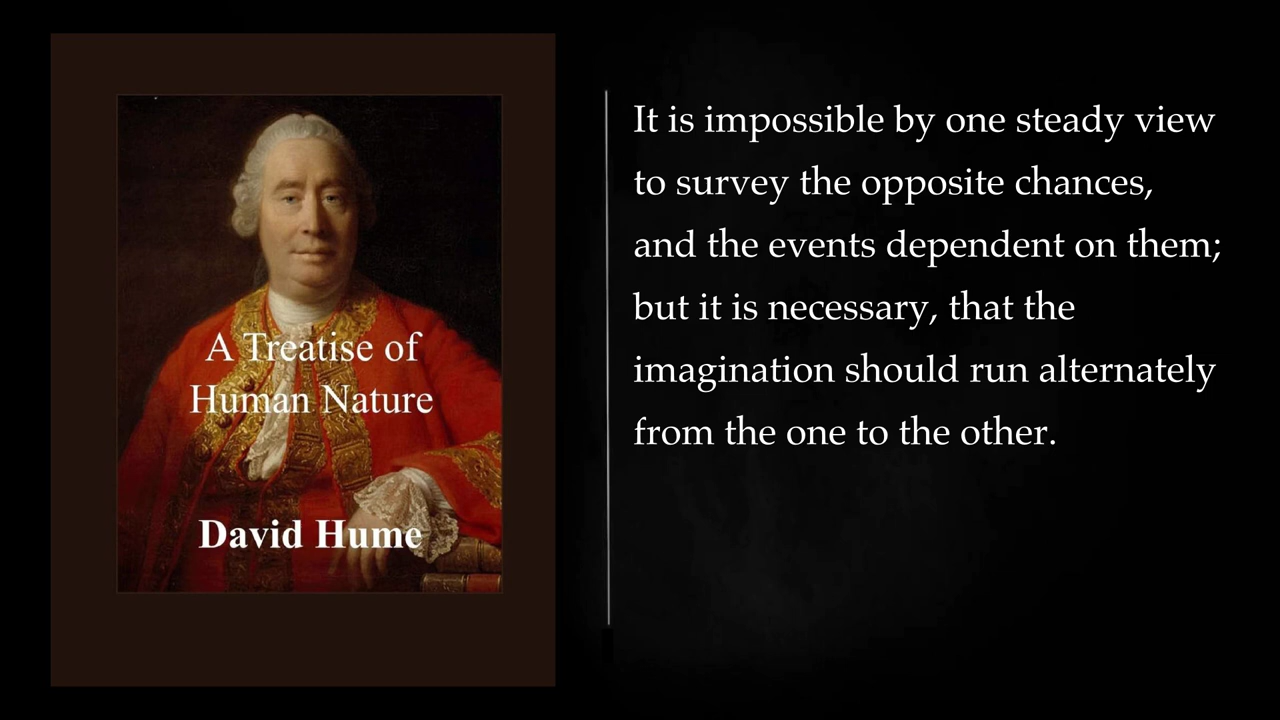 A Treatise of
Human Nature
David Hume
It is impossible by one steady view
to survey the opposite chances,
and the events dependent on them;
but it is necessary, that the
imagination should run alternately
from the one to the other.